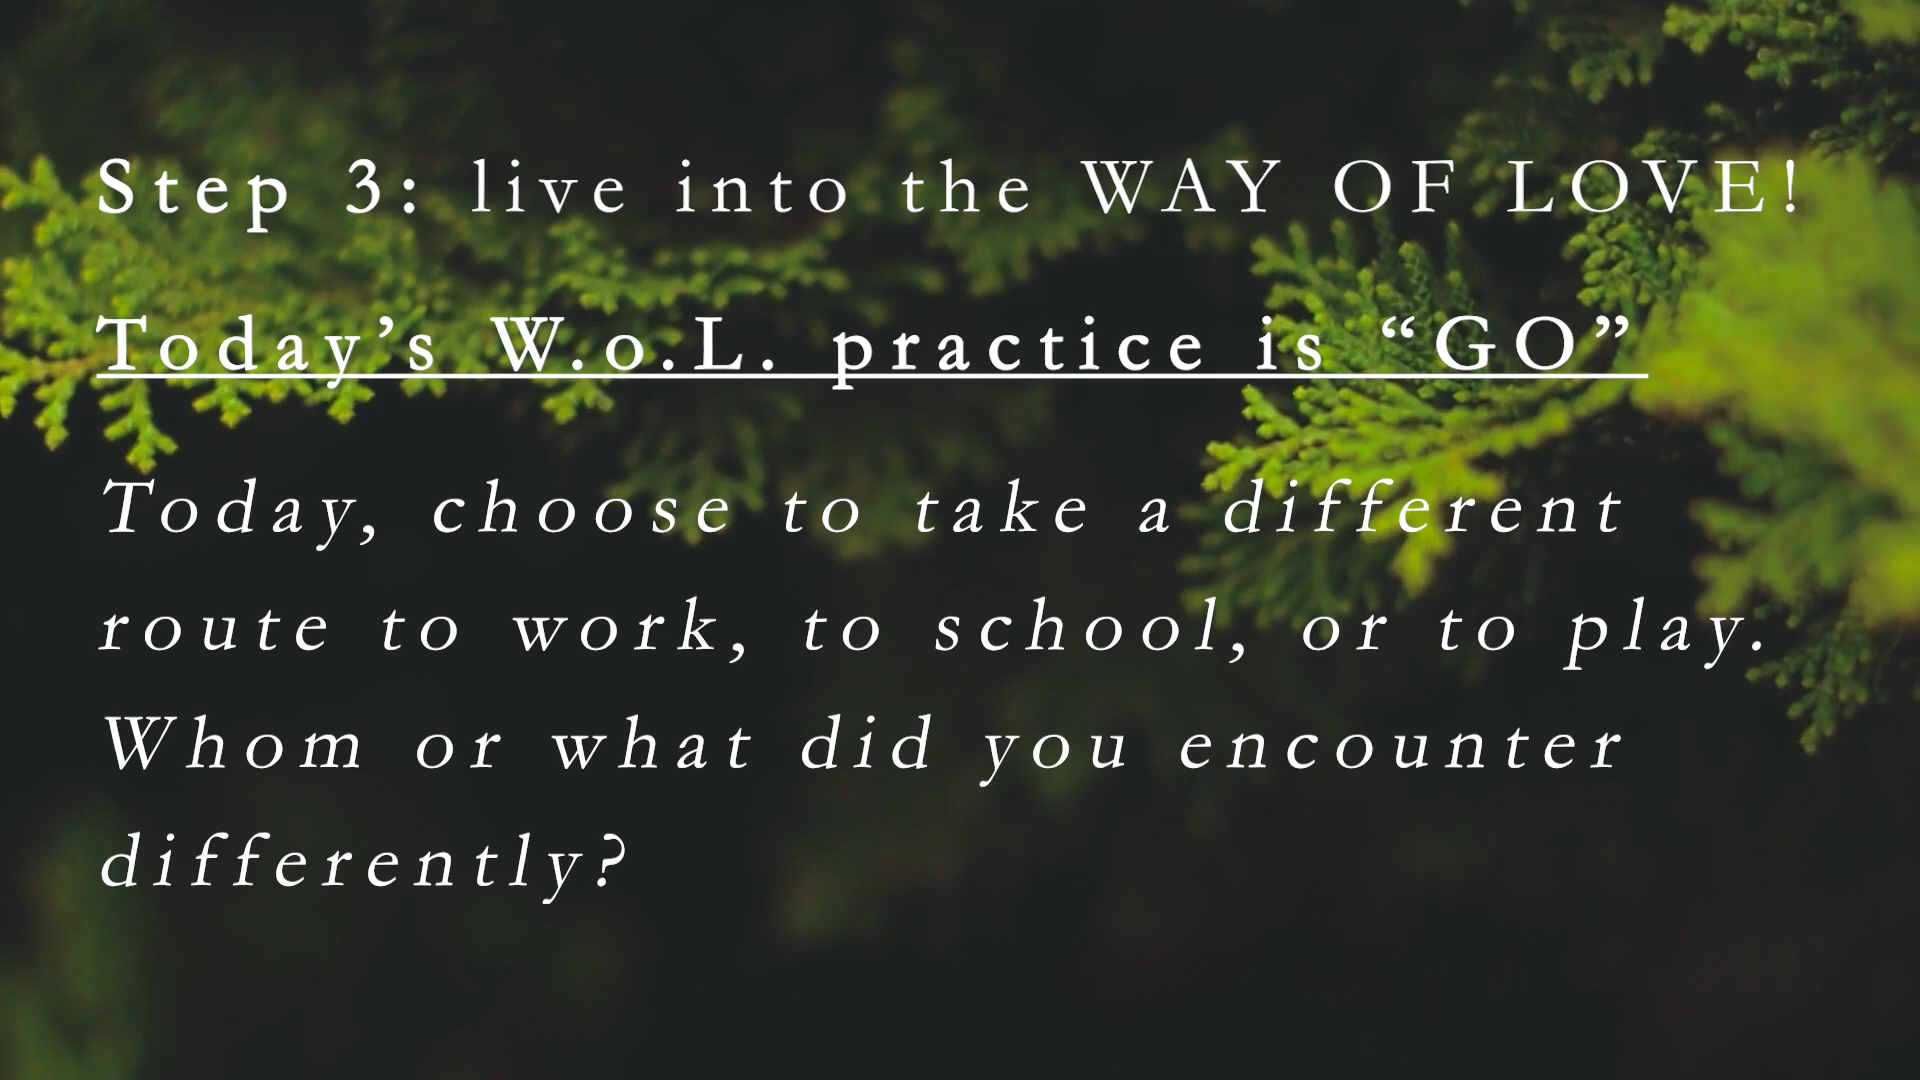 Step 3: live into the WAY OF LOVE!
Today’s W.o.L. practice is “GO”
Today, choose to take a different
route to work, to school, or to play.
Whom or what did you encounter
differently?